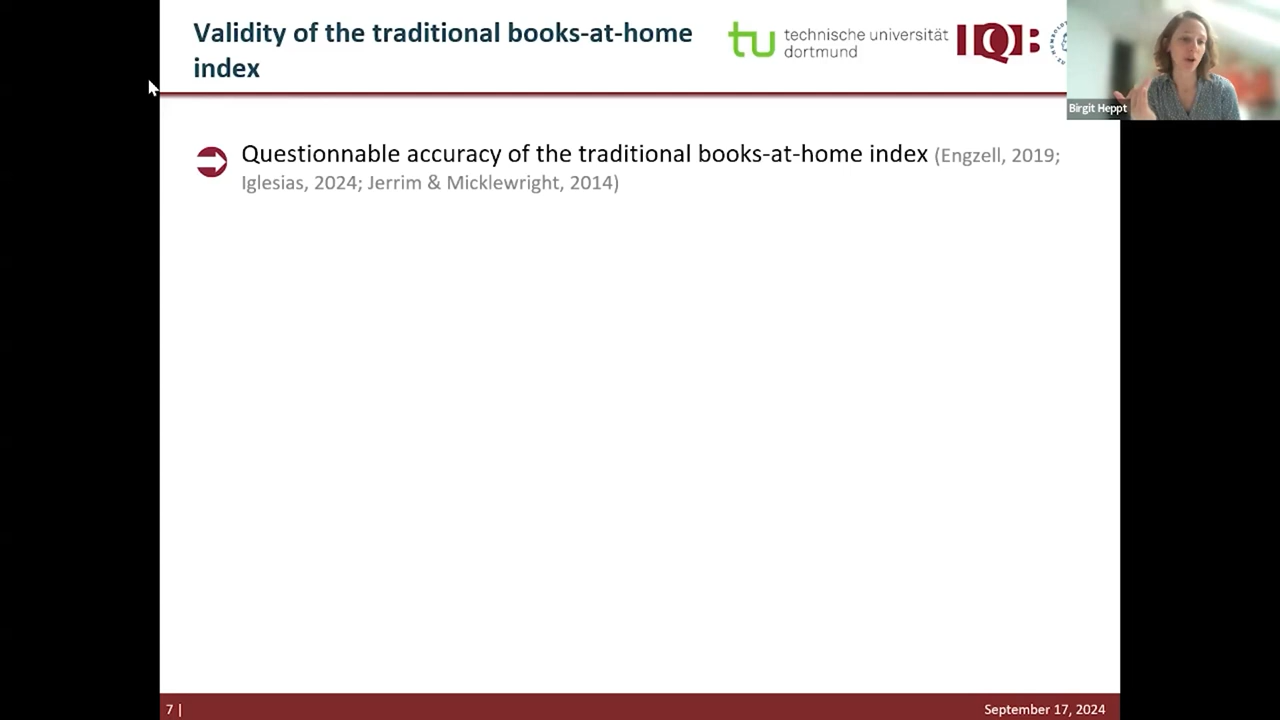 Validity of the traditional books-at-home
index
tu technische universität
dortmund
IQB
Birgit Heppt
Questionnable accuracy of the traditional books-at-home index (Engzell, 2019;
Iglesias, 2024; Jerrim & Micklewright, 2014)
7 |
September 17, 2024